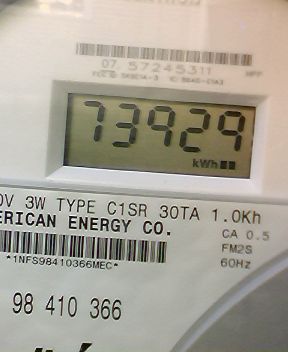 07 57245311
73929
kWh
0V 3W TYPE C1SR 30TA 1.0Kh
ERICAN ENERGY CO.
CA 0.5
FM2S
*1NFS98410366MEC*
60Hz
98 410 366